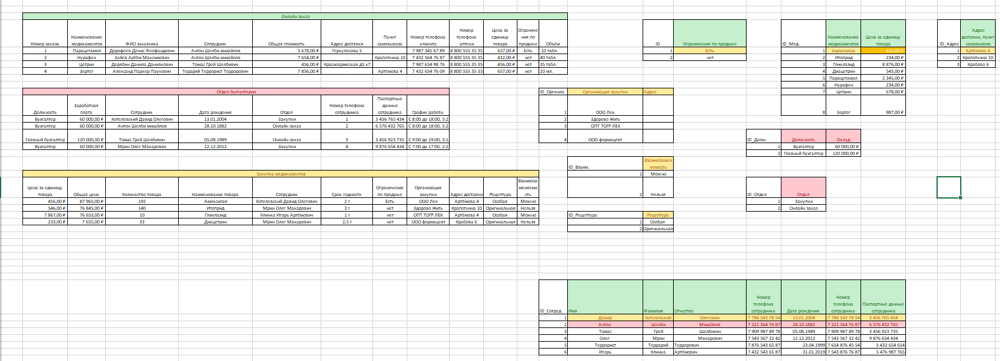 Онлайн заказ
Номер заказа Наименование медикаментов ФИО заказчика Сотрудник Общая стоимость Адрес доставки Пункт самовывоза Номер телефона клиента Номер телефона аптеки Цена за единицу товара Ограниче ния по продаже Объём
1 Парацетамол Дорофеев Денис Феофандович Антон Шелби михайлов 5 678,00 ₽ Геркулесова 5 - 7 987 345 67 89 8 800 555 35 35 657,00 ₽ Есть 10 табл.
2 Нурафен Зайев Артём Максимович Антон Шелби михайлов 7 654,00 ₽ - Крапоткина 10 7 432 564 76 87 8 800 555 35 35 432,00 ₽ нет 40 табл.
3 Цетрин Дерябин Данила Данилкович Томас Грей Шелбивич 456,00 ₽ Красноармеская д5 к7 - 7 987 654 98 76 8 800 555 35 35 456,00 ₽ нет 35 табл.
4 Зертег Александ Паркер Паукович Терарий Террорист Террорович 7 856,00 ₽ - Артёмова 4 7 432 654 76 09 8 800 555 35 35 657,00 ₽ нет 10 мл.
ID Ограничения по продаже
1 Есть
2 нет
ID_Мед. Наименование медикаментов Цена за единицу товара
1 Амоксилав
2 Итоприд 234,00 ₽
3 Гликлазид 8 876,00 ₽
4 Диацетрин 543,00 ₽
5 Парацетамол 2 345,00 ₽
6 Нурафен 234,00 ₽
7 Цетрин 678,00 ₽
8 Зертег 987,00 ₽
ID_Адрес Адрес доставки, пункт самовывоза
1 Артёмова 4
2 Крапоткина 10
3 Крабова 6
Отдел бухгалтерии
Должность Заработная плата Сотрудник Дата рождения Отдел Номер телефона сотрудника Паспортные данные сотрудника График работы
Бухгалтер 60 000,00 ₽ Котелевский Давид Олегович 13.01.2004 Закупки 1 3 456 765 434 С 8:00 до 18:00, 5:2
Бухгалтер 60 000,00 ₽ Антон Шелби михайлов 28.10.1882 Онлайн заказ 2 6 576 432 765 С 8:00 до 18:00, 5:2
Главный бухгалтер 120 000,00 ₽ Томас Грей Шелбивич 05.08.1989 Онлайн заказ 3 3 456 923 735 С 9:00 до 19:00, 3:1
Бухгалтер 60 000,00 ₽ Мрин Олег Макарович 12.12.2012 Закупки 4 9 876 654 434 С 7:00 до 17:00, 2:2
ID_Организ. Организация закупки Адрес
1 ООО Лек
2 Здорово Жить
3 ОПТ ТОГР ЛЕК
4 ООО формацевт
ID_Долж. Должность Оклад
1 Бухгалтер 60 000,00 ₽
2 Главный бухгалтер 120 000,00 ₽
ID_Взаим. Взаимозамен яемость
1 Можно
2 Нельзя
Закупка медикаментов
Цена за единицу товара Общая цена Количество товара Наименование товара Сотрудник Срок годности Ограничения по продаже Организация закупки Адрес доставки Рецептура Взаимоза меняемо сть
456,00 ₽ 87 965,00 ₽ 192 Амоксилав Котелевский Давид Олегович 2 г Есть ООО Лек Артёмова 4 Особая Можно
546,00 ₽ 76 845,00 ₽ 140 Итоприд Мрин Олег Макарович 3 г нет Здорово Жить Крапоткина 10 Оригинальная Нельзя
7 867,00 ₽ 76 653,00 ₽ 10 Гликлазид Клинка Игорь Артёмович 1 г нет ОПТ ТОГР ЛЕК Артёмова 4 Особая Можно
233,00 ₽ 7 655,00 ₽ 33 Диацетрин Мрин Олег Макарович 2,5 г нет ООО формацевт Крабова 6 Оригинальная Нельзя
ID_Отдел Отдел
1 Закупки
2 Онлайн заказ
ID_Рецептура Рецептура
1 Особая
2 Оригинальная
ID_Сотруд Имя Фамилия Отчество Номер телефона сотрудника Дата рождения Номер телефона сотрудника Паспортные данные сотрудника
1 Давид Котелевский Олегович 7 786 543 78 54 13.01.2004 7 786 543 78 54 3 456 765 434
2 Антон Шелби Михайлов 7 321 564 76 87 28.10.1882 7 321 564 76 87 6 576 432 765
3 Томас Грей Шелбивич 7 909 987 89 78 05.08.1989 7 909 987 89 78 3 456 923 735
4 Олег Мрин Макарович 7 543 567 32 42 12.12.2012 7 543 567 32 42 9 876 654 434
5 Террорист Террарий Террорович 7 876 543 65 87 23.04.1999 7 654 876 45 54 5 432 654 654
6 Игорь Клинка Артёмович 7 432 543 65 87 31.01.2019 7 543 876 76 87 5 476 987 765